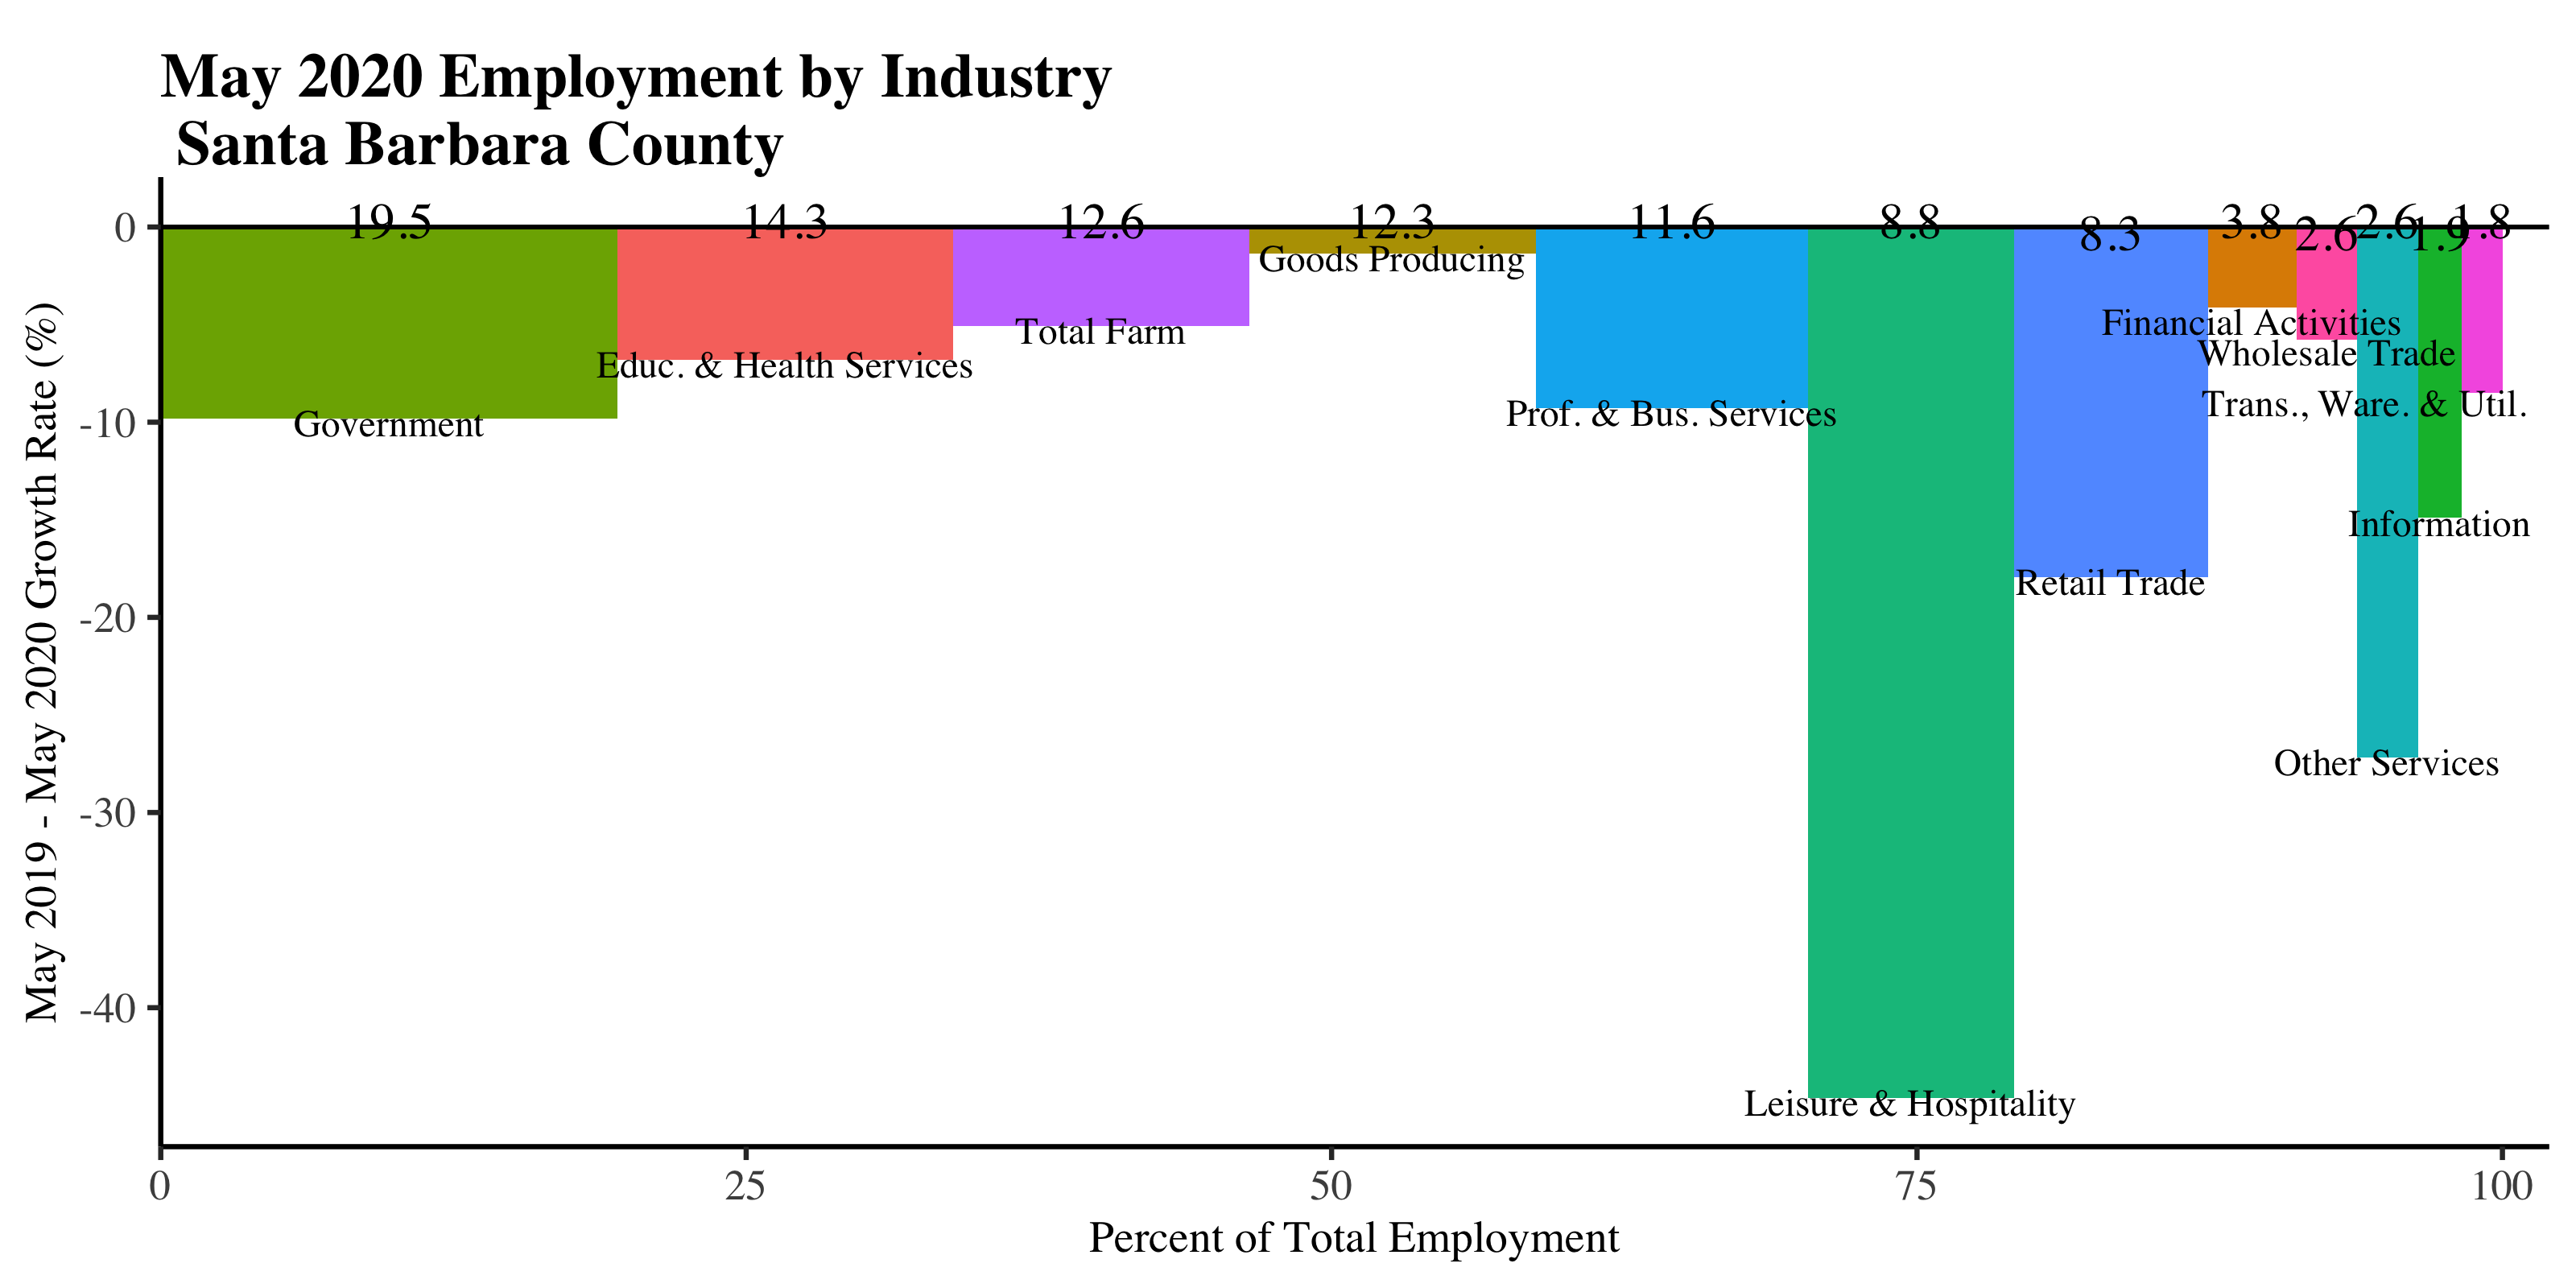 May 2020 Employment by Industry
Santa Barbara County
May 2019 - May 2020 Growth Rate (%)
0
-10
-20
-30
-40
19.5
14.3
12.6
12.3
11.6
8.8
8.3
3.8
2.6
2.6
1.9
1.8
Goods Producing
Financial Activities
Total Farm
Wholesale Trade
Educ. & Health Services
Trans., Ware. & Util.
Prof. & Bus. Services
Government
Information
Retail Trade
Other Services
Leisure & Hospitality
0
25
50
75
100
Percent of Total Employment